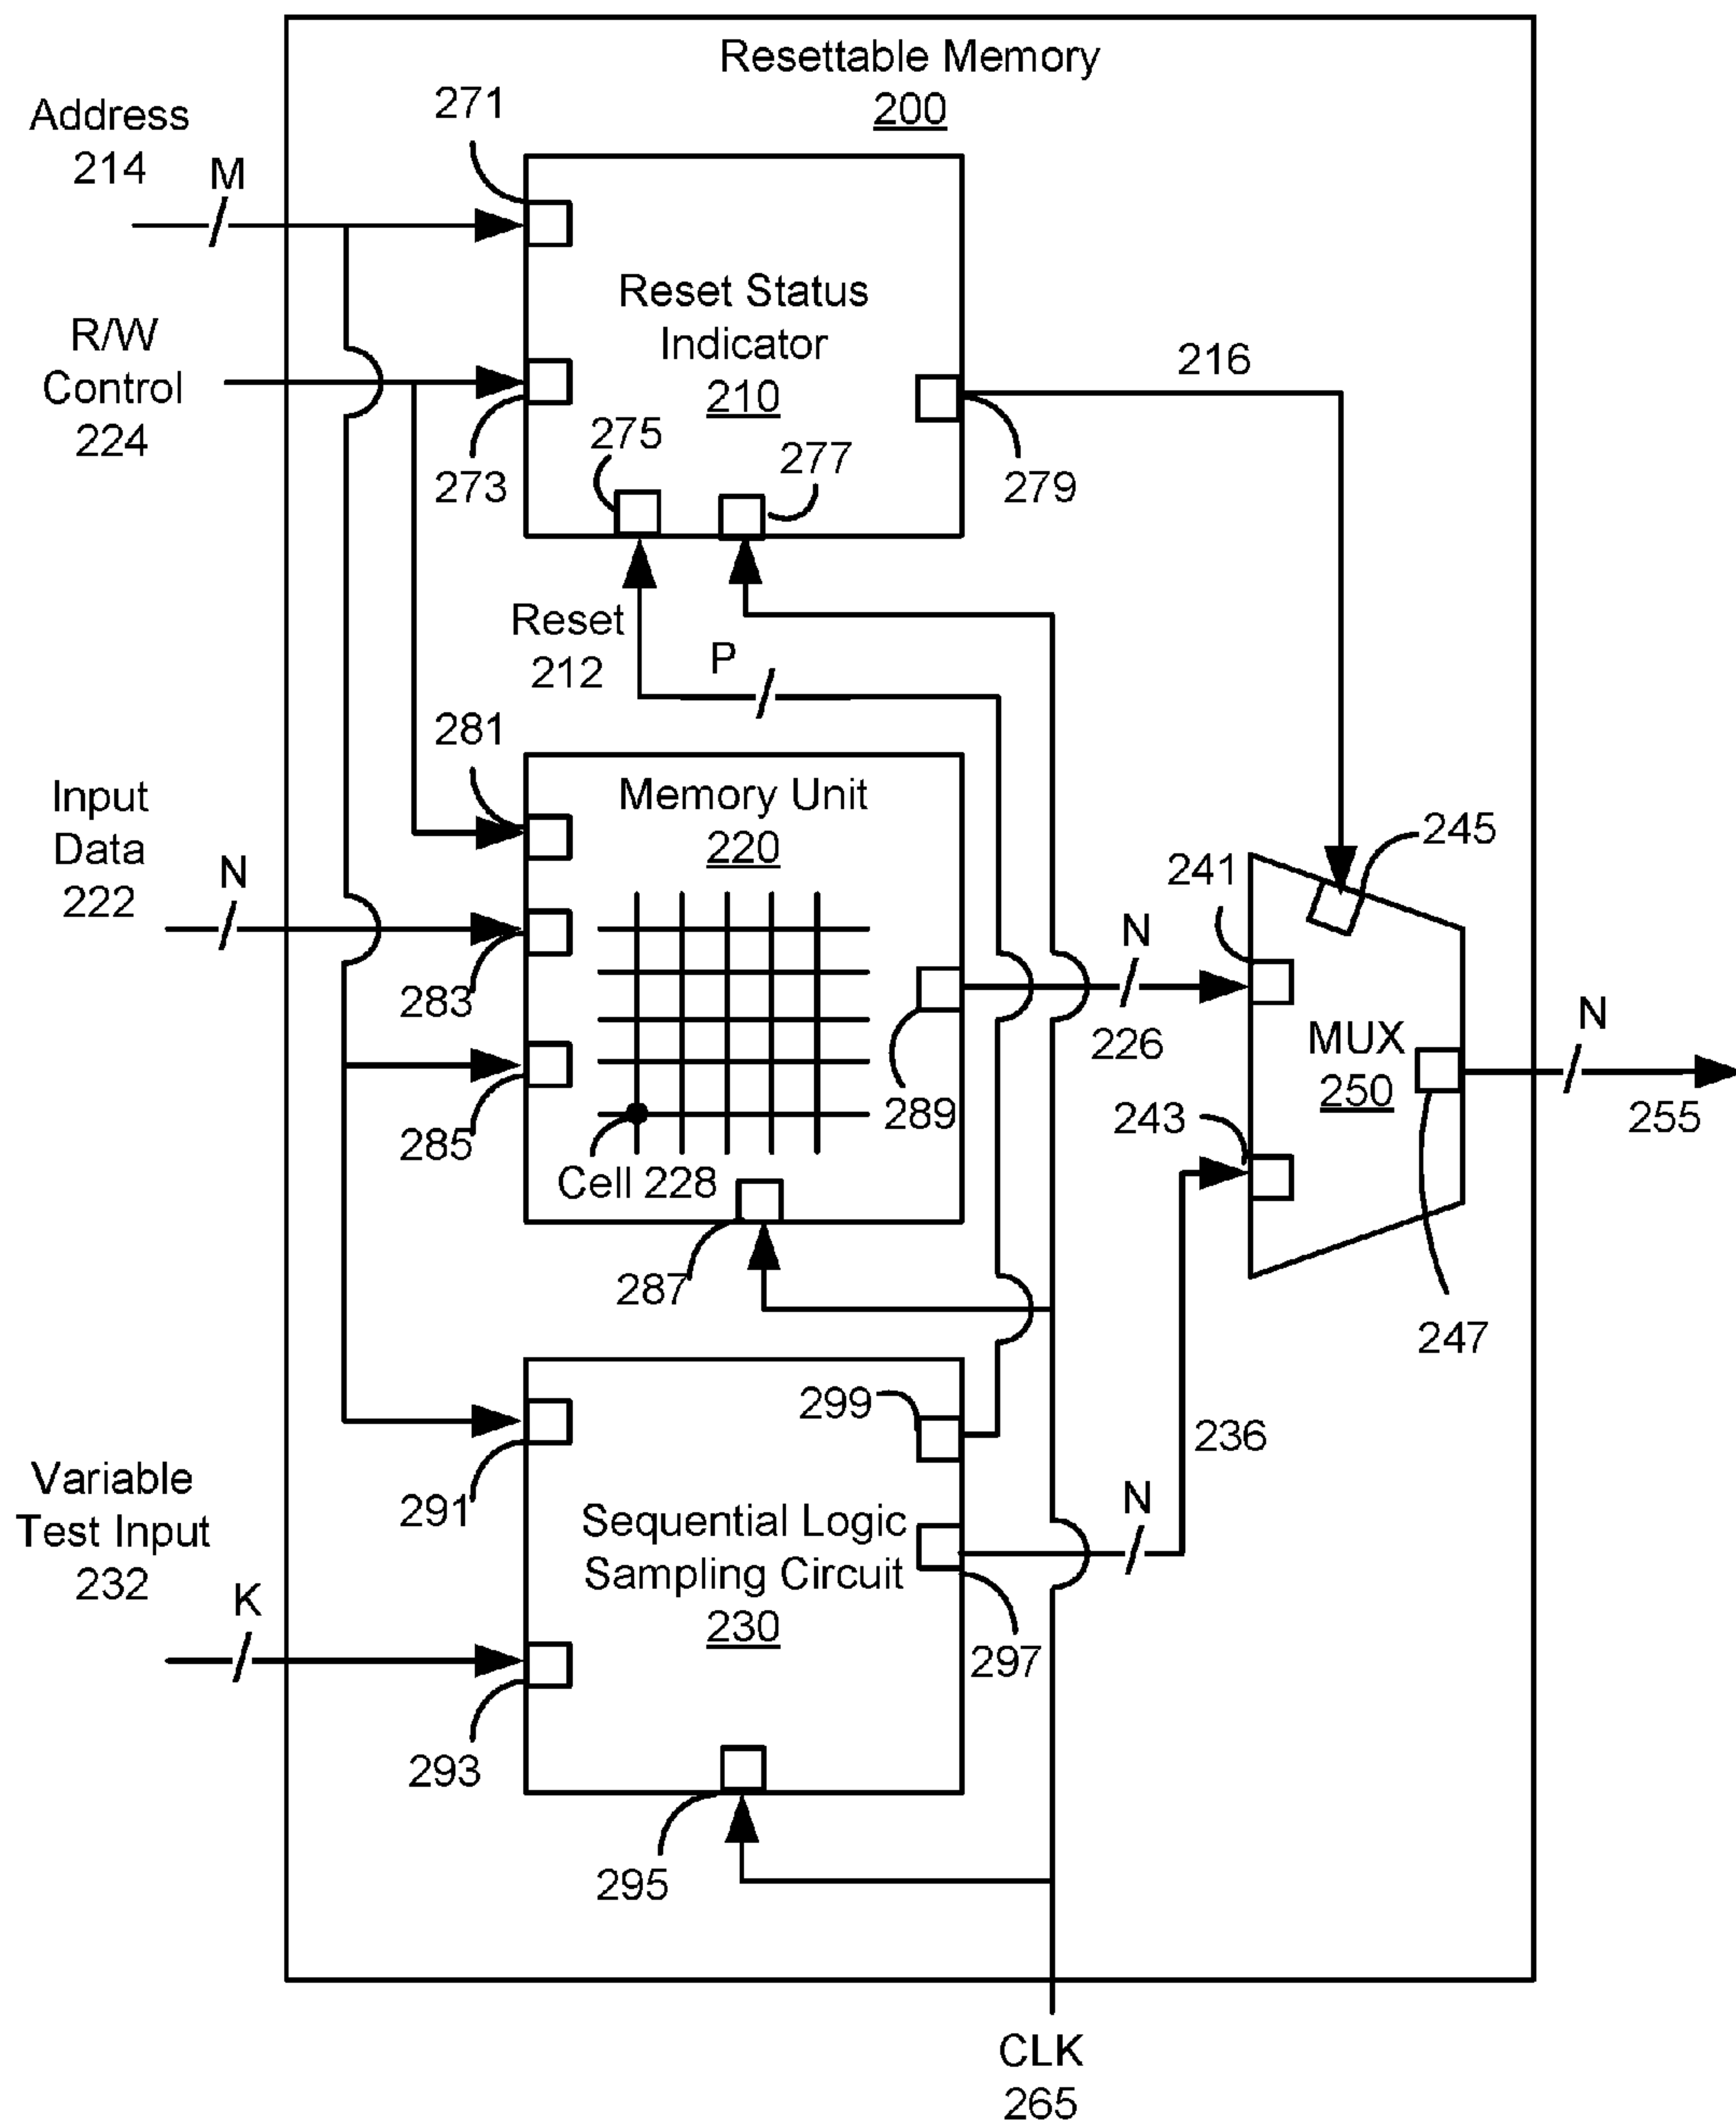 Resettable Memory
200
Address
214
M
271
Reset Status
Indicator
210
R/W
Control
224
273
275
277
279
216
Reset
212
P
281
Memory Unit
220
Input
Data
222
N
283
285
Cell 228
287
289
N
226
241
245
MUX
250
243
247
N
255
299
236
291
Variable
Test Input
232
K
Sequential Logic
Sampling Circuit
230
N
297
293
295
CLK
265